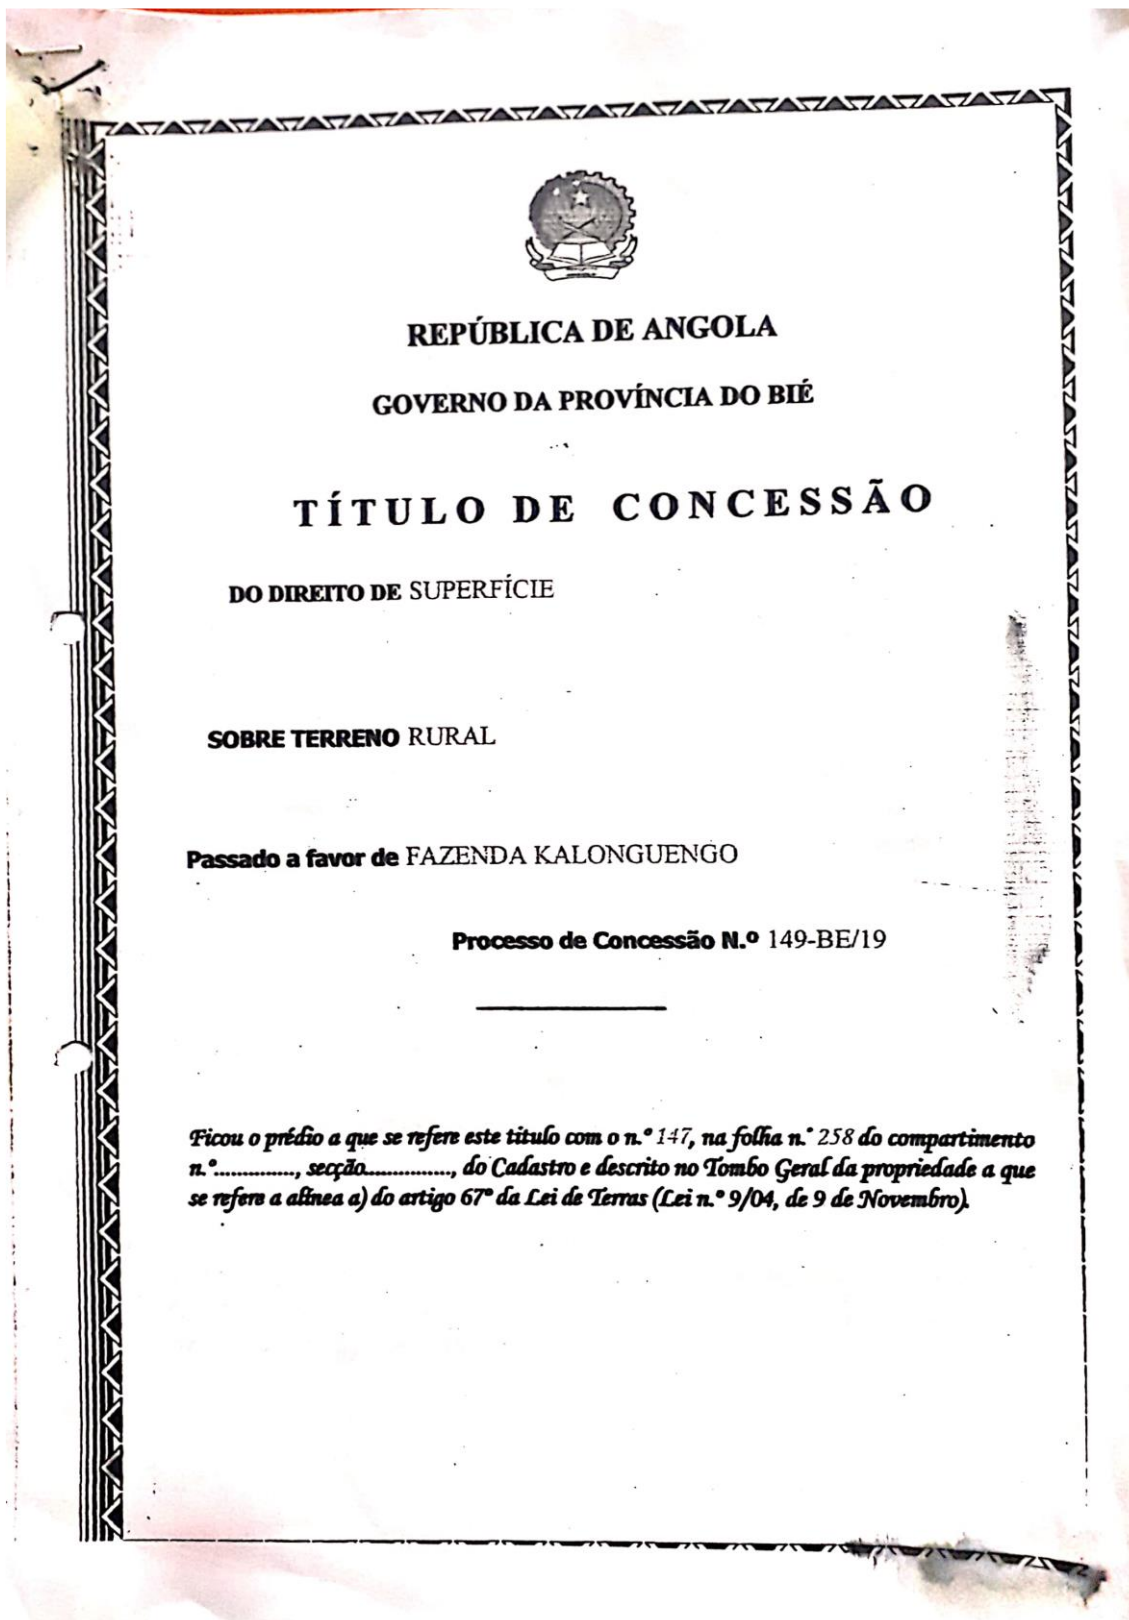 REPÚBLICA DE ANGOLA
GOVERNO DA PROVÍNCIA DO BIÉ
TÍTULO DE CONCESSÃO
DO DIREITO DE SUPERFÍCIE
SOBRE TERRENO RURAL
Passado a favor de FAZENDA KALONGUENGO
Processo de Concessão N.º 149-BE/19
Ficou o prédio a que se refere este titulo com o n.º 147, na folha n.º 258 do compartimento
n.º.............., secção..............., do Cadastro e descrito no Tombo Geral da propriedade a que
se refere a alínea a) do artigo 67º da Lei de Terras (Lei n.º 9/04, de 9 de Novembro).